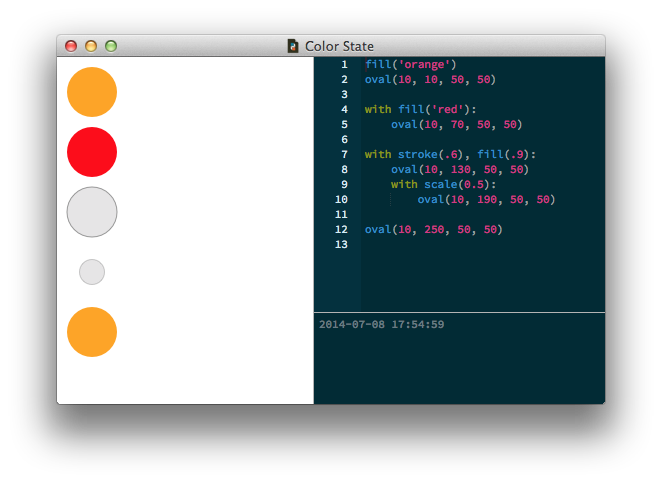 Color State
1 fill('orange')
2 oval(10, 10, 50, 50)
3
4 with fill('red'):
5     oval(10, 70, 50, 50)
6
7 with stroke(.6), fill(.9):
8     oval(10, 130, 50, 50)
9     with scale(0.5):
10         oval(10, 190, 50, 50)
11
12 oval(10, 250, 50, 50)
13
2014-07-08 17:54:59